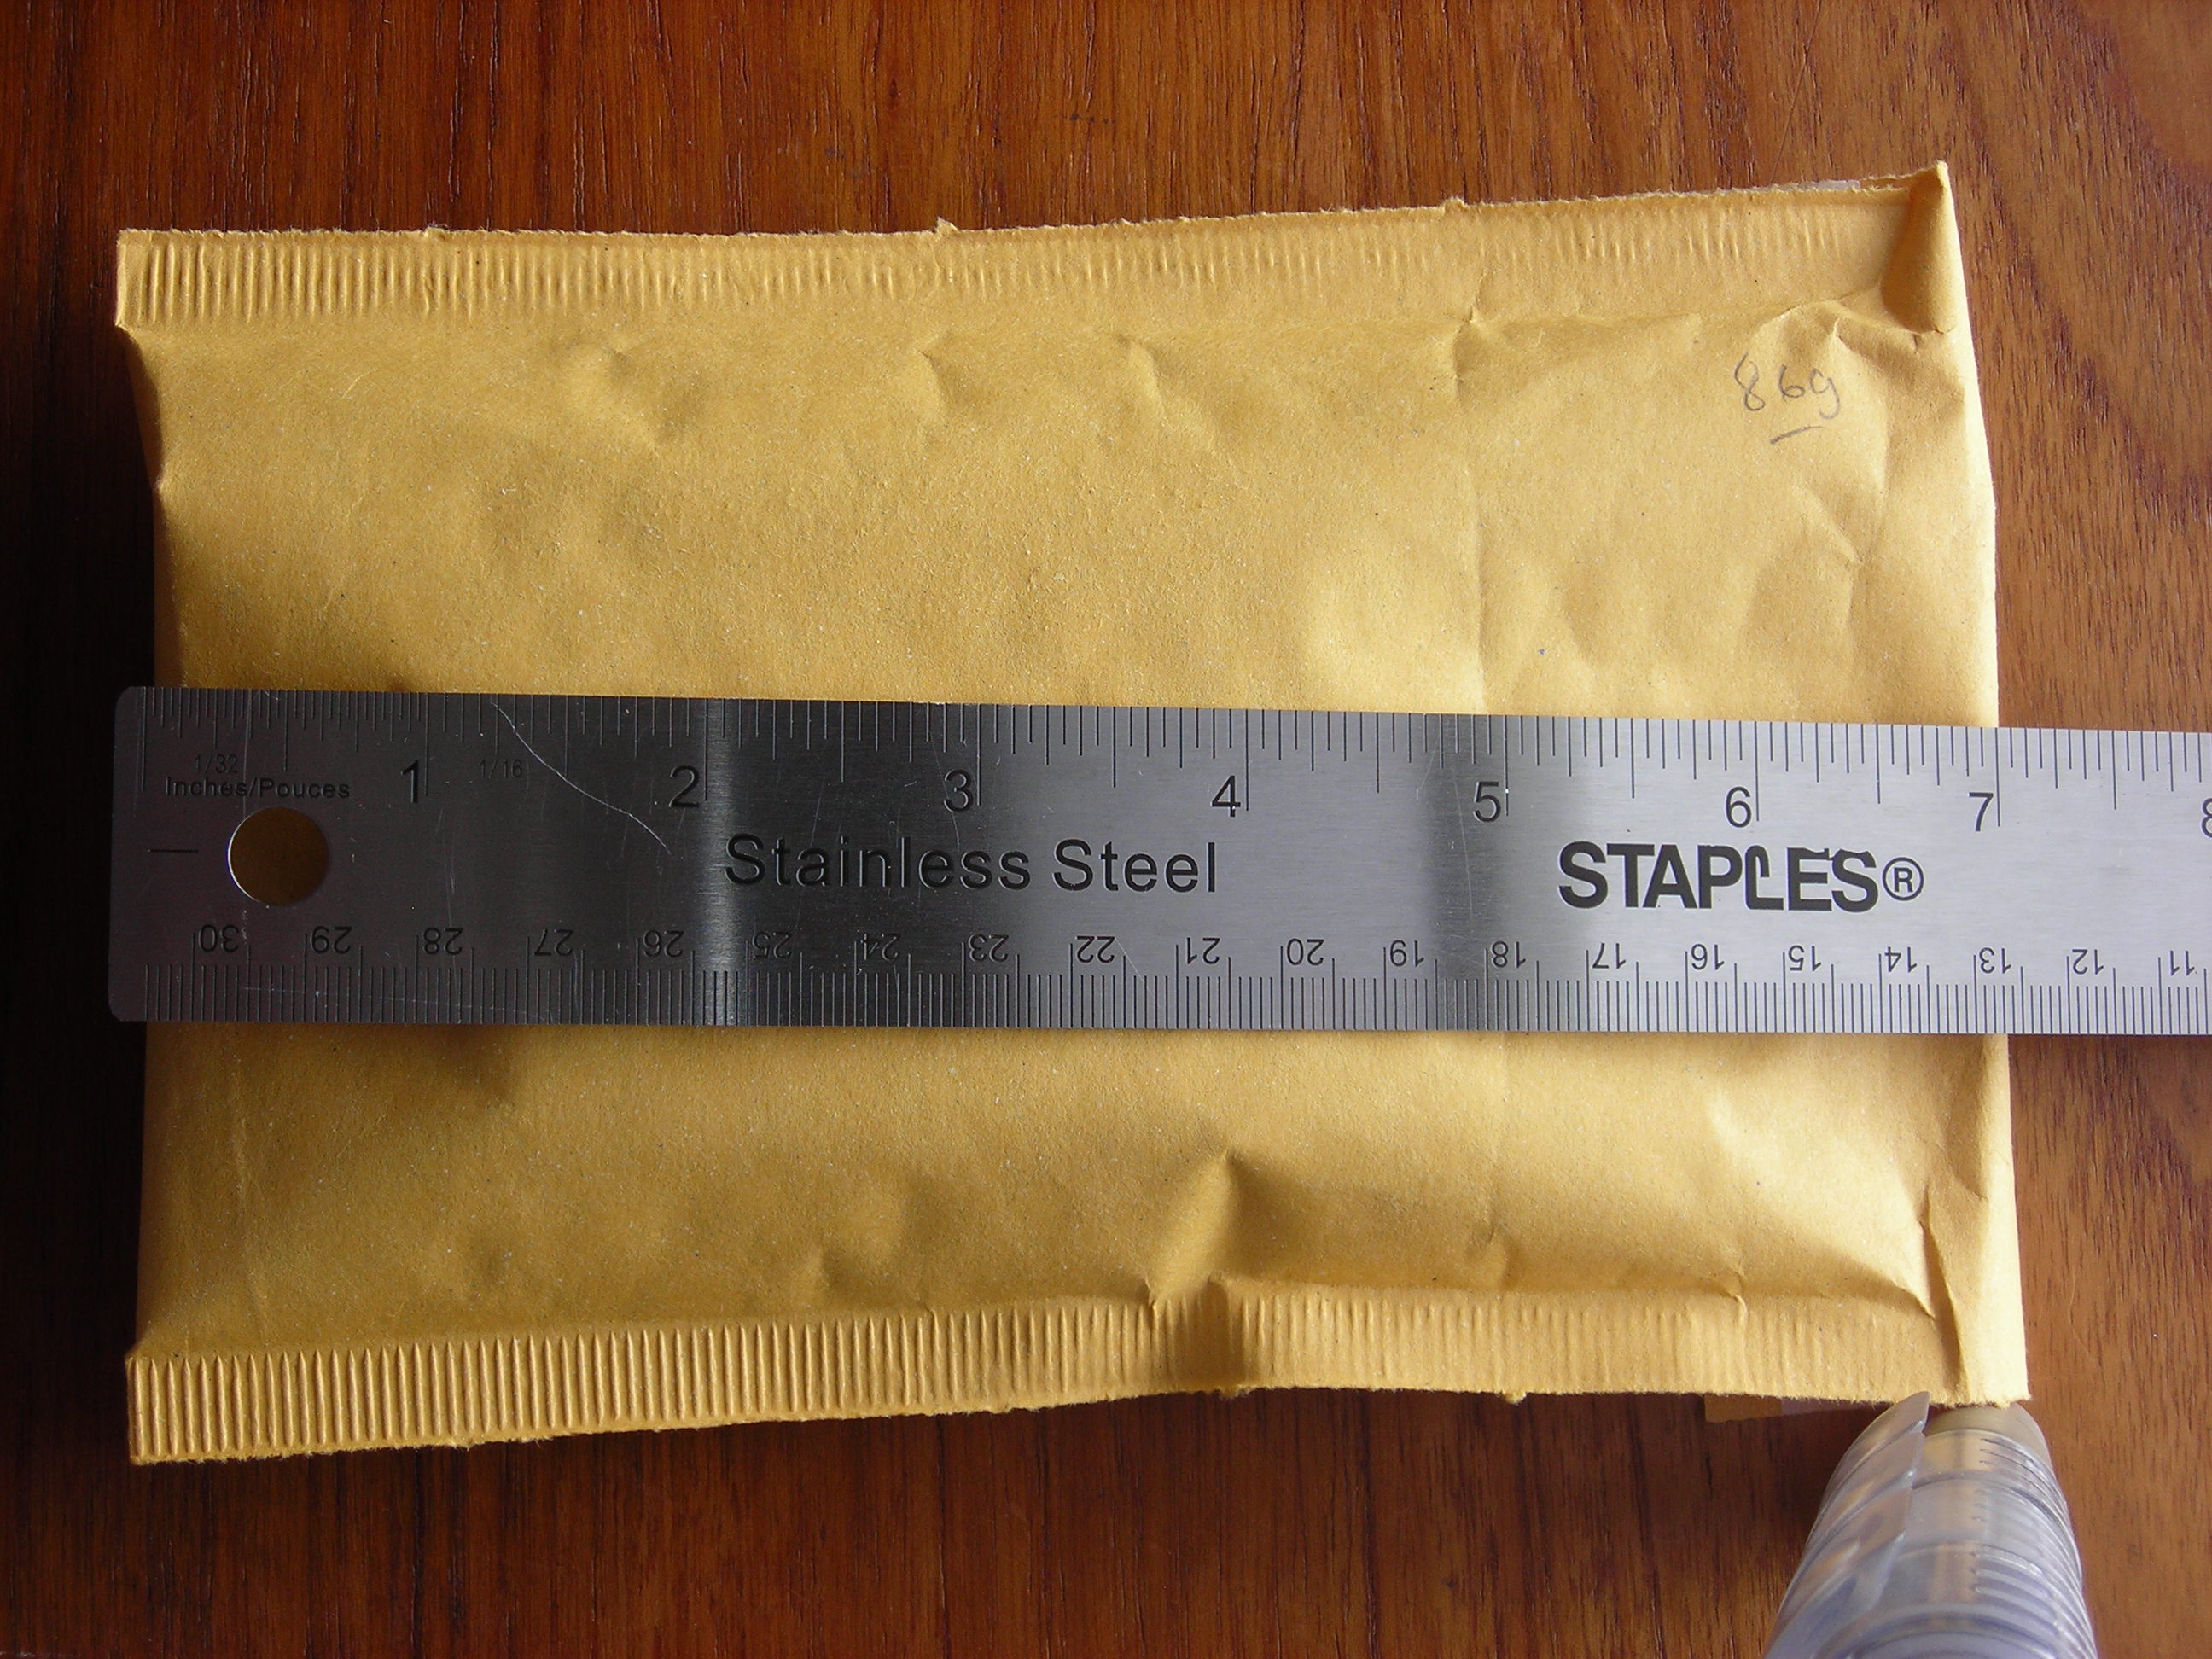 86g
1/32 1/16
Inches/Pouces
1 2 3 4 5 6 7 8
Stainless Steel STAPLES®
30 29 28 27 26 25 24 23 22 21 20 19 18 17 16 15 14 13 12 11